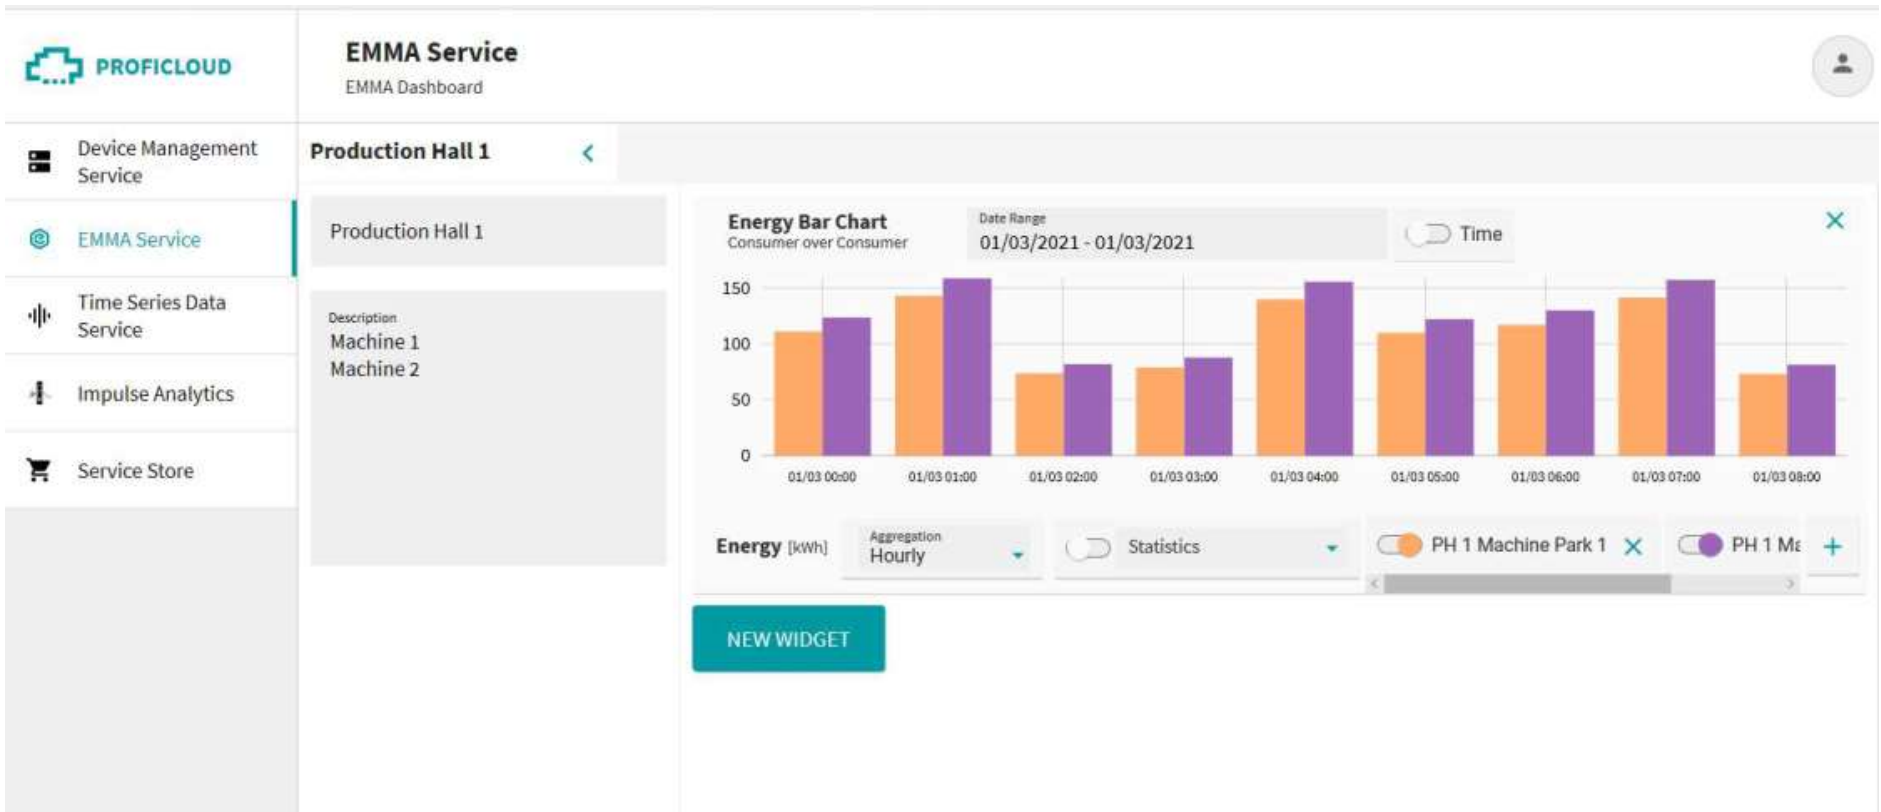 PROFICLOUD
EMMA Service
EMMA Dashboard
Device Management
Service
EMMA Service
Time Series Data
Service
Impulse Analytics
Service Store
Production Hall 1
Production Hall 1
Description
Machine 1
Machine 2
Energy Bar Chart
Consumer over Consumer
Date Range
01/03/2021 - 01/03/2021
Time
150
100
50
0
01/03 00:00 01/03 01:00 01/03 02:00 01/03 03:00 01/03 04:00 01/03 05:00 01/03 06:00 01/03 07:00 01/03 08:00
Energy [kWh]
Aggregation
Hourly
Statistics
PH 1 Machine Park 1
PH 1 Ma
NEW WIDGET